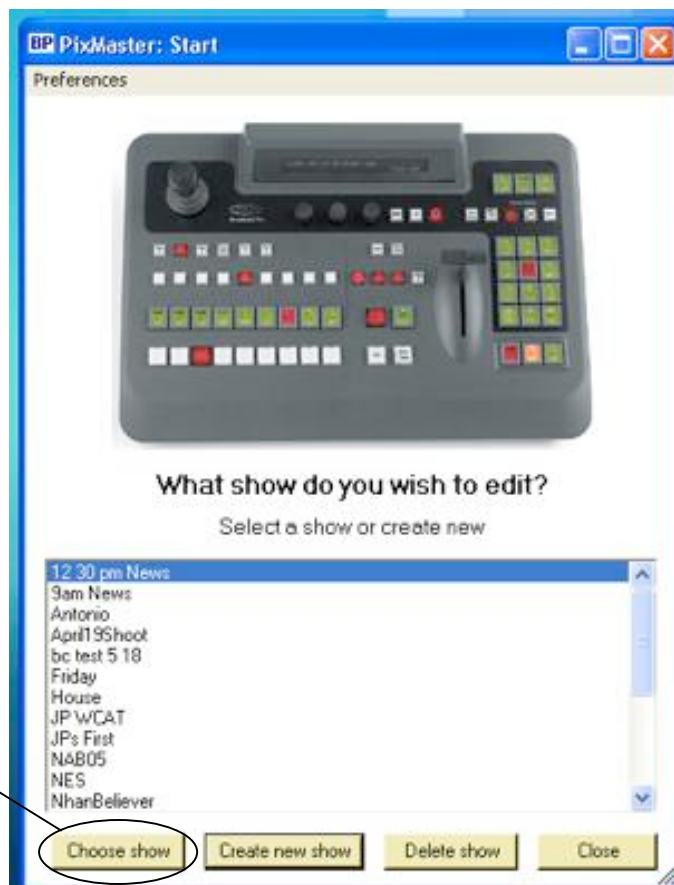 BP PixMaster: Start
Preferences
What show do you wish to edit?
Select a show or create new
12 30 pm News
9am News
Antonio
April19Shoot
bc test 5 18
Friday
House
JP WCAT
JPs First
NAB05
NES
NhanBeliever
Choose show Create new show Delete show Close